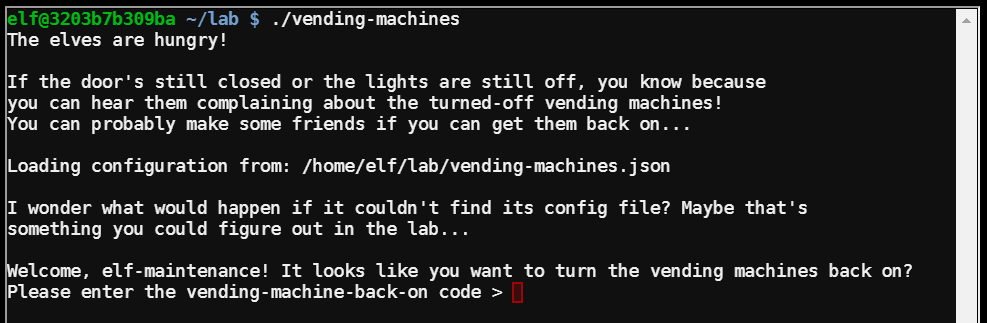 elf@3203b7b309ba ~/lab $ ./vending-machines
The elves are hungry!
If the door's still closed or the lights are still off, you know because
you can hear them complaining about the turned-off vending machines!
You can probably make some friends if you can get them back on...
Loading configuration from: /home/elf/lab/vending-machines.json
I wonder what would happen if it couldn't find its config file? Maybe that's
something you could figure out in the lab...
Welcome, elf-maintenance! It looks like you want to turn the vending machines back on?
Please enter the vending-machine-back-on code >